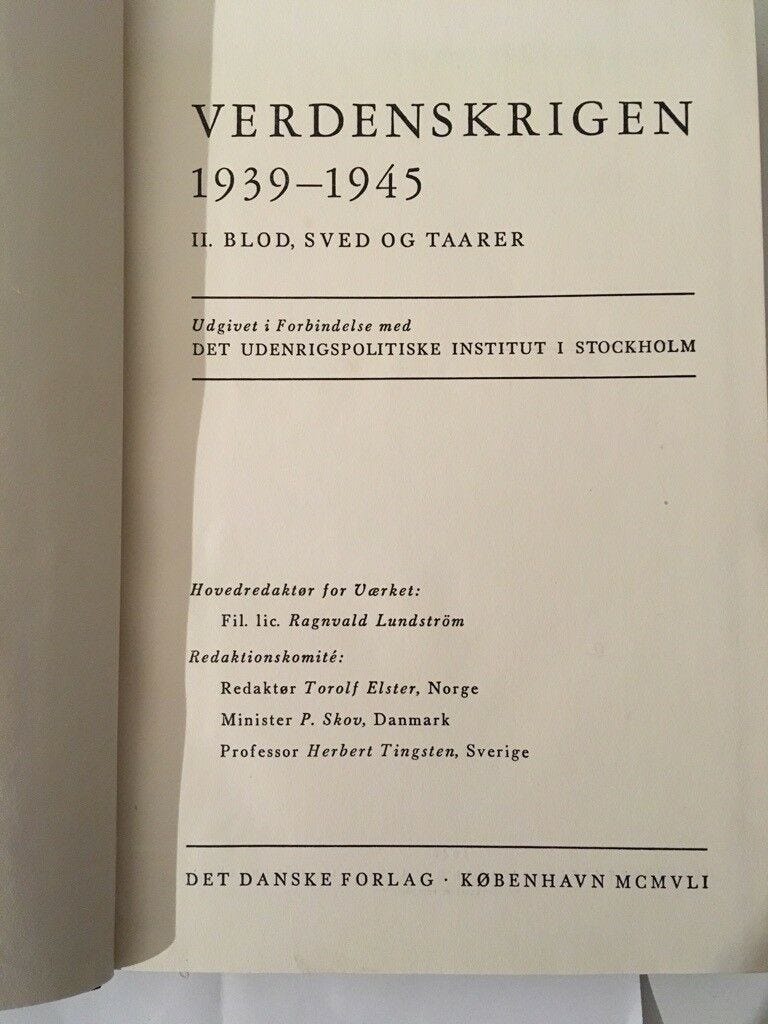 VERDENSKRIGEN
1939–1945
II. BLOD, SVED OG TAARER
Udgivet i Forbindelse med
DET UDENRIGSPOLITISKE INSTITUT I STOCKHOLM
Hovedredaktør for Værket:
Fil. lic. Ragnvald Lundström
Redaktionskomité:
Redaktør Torolf Elster, Norge
Minister P. Skov, Danmark
Professor Herbert Tingsten, Sverige
DET DANSKE FORLAG · KØBENHAVN MCMVLI